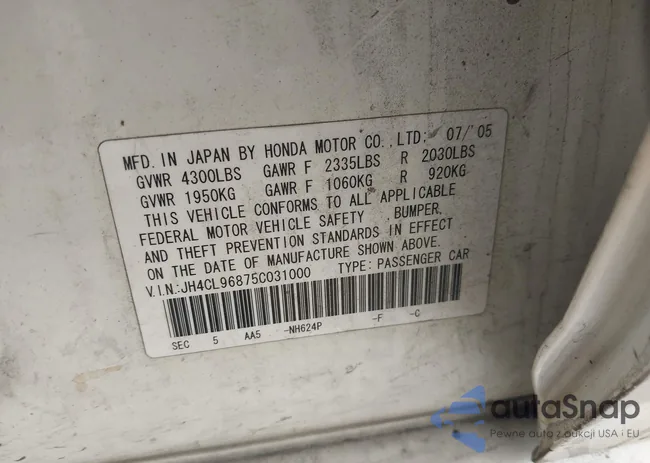 MFD. IN JAPAN BY HONDA MOTOR CO.,LTD; 07/'05
GVWR 4300LBS GAWR F 2335LBS R 2030LBS
GVWR 1950KG GAWR F 1060KG R 920KG
THIS VEHICLE CONFORMS TO ALL APPLICABLE
FEDERAL MOTOR VEHICLE SAFETY, BUMPER,
AND THEFT PREVENTION STANDARDS IN EFFECT
ON THE DATE OF MANUFACTURE SHOWN ABOVE.
V.I.N.:JH4CL96875C031000 TYPE: PASSENGER CAR
SEC 5 AA5 -NH624P -F -C
autaSnap
Pewne auta z aukcji USA i EU